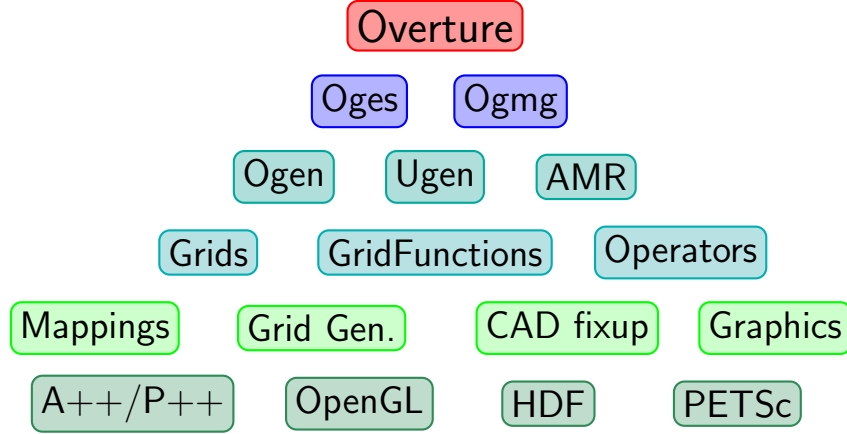 Overture
Oges Ogmg
Ogen Ugen AMR
Grids GridFunctions Operators
Mappings Grid Gen. CAD fixup Graphics
A++/P++ OpenGL HDF PETSc